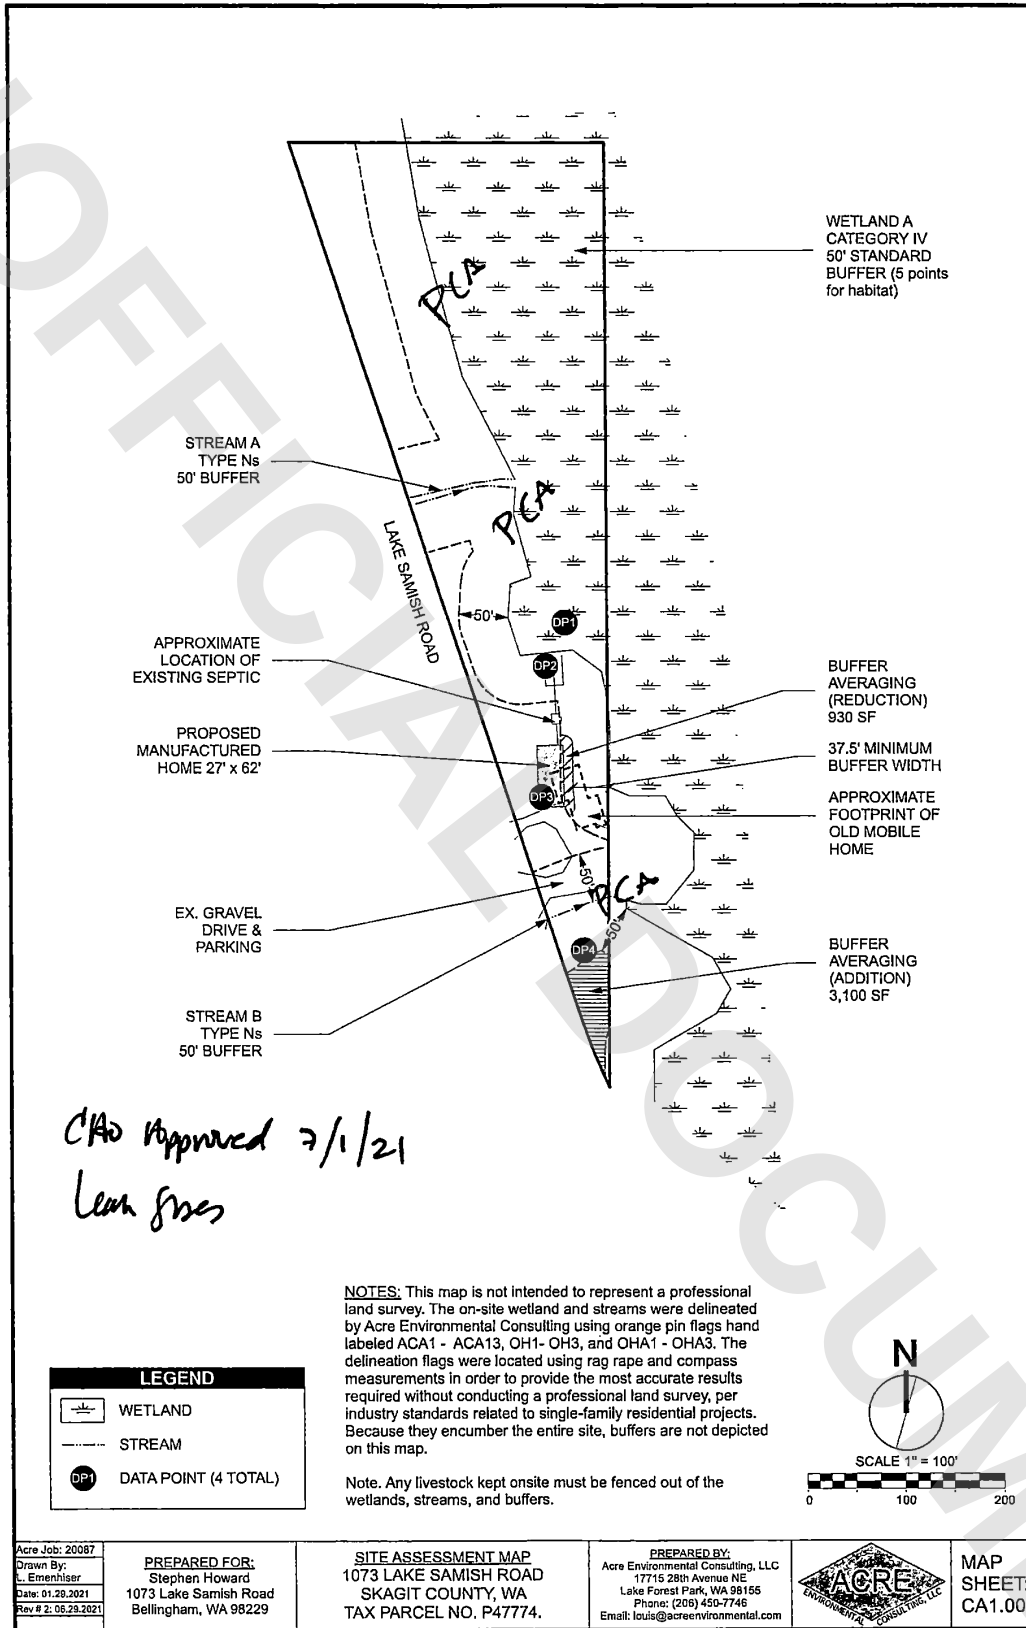 WETLAND A
CATEGORY IV
50' STANDARD
BUFFER (5 points
for habitat)
PCA
STREAM A
TYPE Ns
50' BUFFER
PCA
LAKE SAMISH ROAD
50'
DP1
APPROXIMATE
LOCATION OF
EXISTING SEPTIC
DP2
BUFFER
AVERAGING
(REDUCTION)
930 SF
PROPOSED
MANUFACTURED
HOME 27' x 62'
37.5' MINIMUM
BUFFER WIDTH
DP3
APPROXIMATE
FOOTPRINT OF
OLD MOBILE
HOME
50'
PCA
EX. GRAVEL
DRIVE &
PARKING
50'
DP4
BUFFER
AVERAGING
(ADDITION)
3,100 SF
STREAM B
TYPE Ns
50' BUFFER
CAO Approved 7/1/21
NOTES: This map is not intended to represent a professional
land survey. The on-site wetland and streams were delineated
by Acre Environmental Consulting using orange pin flags hand
labeled ACA1 - ACA13, OH1- OH3, and OHA1 - OHA3. The
delineation flags were located using rag rape and compass
measurements in order to provide the most accurate results
required without conducting a professional land survey, per
industry standards related to single-family residential projects.
Because they encumber the entire site, buffers are not depicted
on this map.
Note. Any livestock kept onsite must be fenced out of the
wetlands, streams, and buffers.
LEGEND
WETLAND
STREAM
DP1 DATA POINT (4 TOTAL)
N
SCALE 1" = 100'
0 100 200
Acre Job: 20087
Drawn By:
L. Emenhiser
Date: 01.29.2021
Rev # 2: 06.29.2021
PREPARED FOR:
Stephen Howard
1073 Lake Samish Road
Bellingham, WA 98229
SITE ASSESSMENT MAP
1073 LAKE SAMISH ROAD
SKAGIT COUNTY, WA
TAX PARCEL NO. P47774.
PREPARED BY:
Acre Environmental Consulting, LLC
17715 28th Avenue NE
Lake Forest Park, WA 98155
Phone: (206) 450-7746
Email: louis@acreenvironmental.com
ACRE
ENVIRONMENTAL CONSULTING, LLC
MAP
SHEET:
CA1.00
OFFICIAL DOCUM